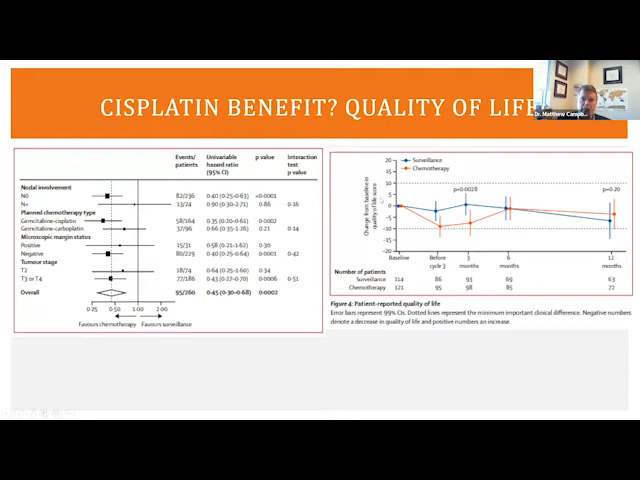 CISPLATIN BENEFIT? QUALITY OF LIFE
Dr. Matthew Campb...
Events/ patients
Univariable hazard ratio (95% CI)
p value
Interaction test p value
Nodal involvement
N0 82/236 0·40 (0·25-0·63) <0·0001
N+ 13/24 0·90 (0·30-2·71) 0·86 0·16
Planned chemotherapy type
Gemcitabine-cisplatin 58/164 0·35 (0·20-0·61) 0·0002
Gemcitabine-carboplatin 37/96 0·66 (0·35-1·26) 0·21 0·14
Microscopic margin status
Positive 15/31 0·58 (0·21-1·62) 0·30
Negative 80/229 0·40 (0·25-0·64) 0·0001 0·42
Tumour stage
T2 18/74 0·64 (0·25-1·60) 0·34
T3 or T4 77/186 0·43 (0·27-0·70) 0·0006 0·51
Overall 95/260 0·45 (0·30-0·68) 0·0002
0·25 0·50 1·00 2·00
Favours chemotherapy Favours surveillance
Change from baseline in quality of life score
20
15
10
5
0
-5
-10
-15
-20
Surveillance
Chemotherapy
p=0·0028
p=0·20
Baseline
Before cycle 3
3 months
6 months
12 months
Number of patients
Surveillance 114 86 93 69 63
Chemotherapy 121 95 98 85 72
Figure 4: Patient-reported quality of life
Error bars represent 99% CIs. Dotted lines represent the minimum important clinical difference. Negative numbers
denote a decrease in quality of life and positive numbers an increase.